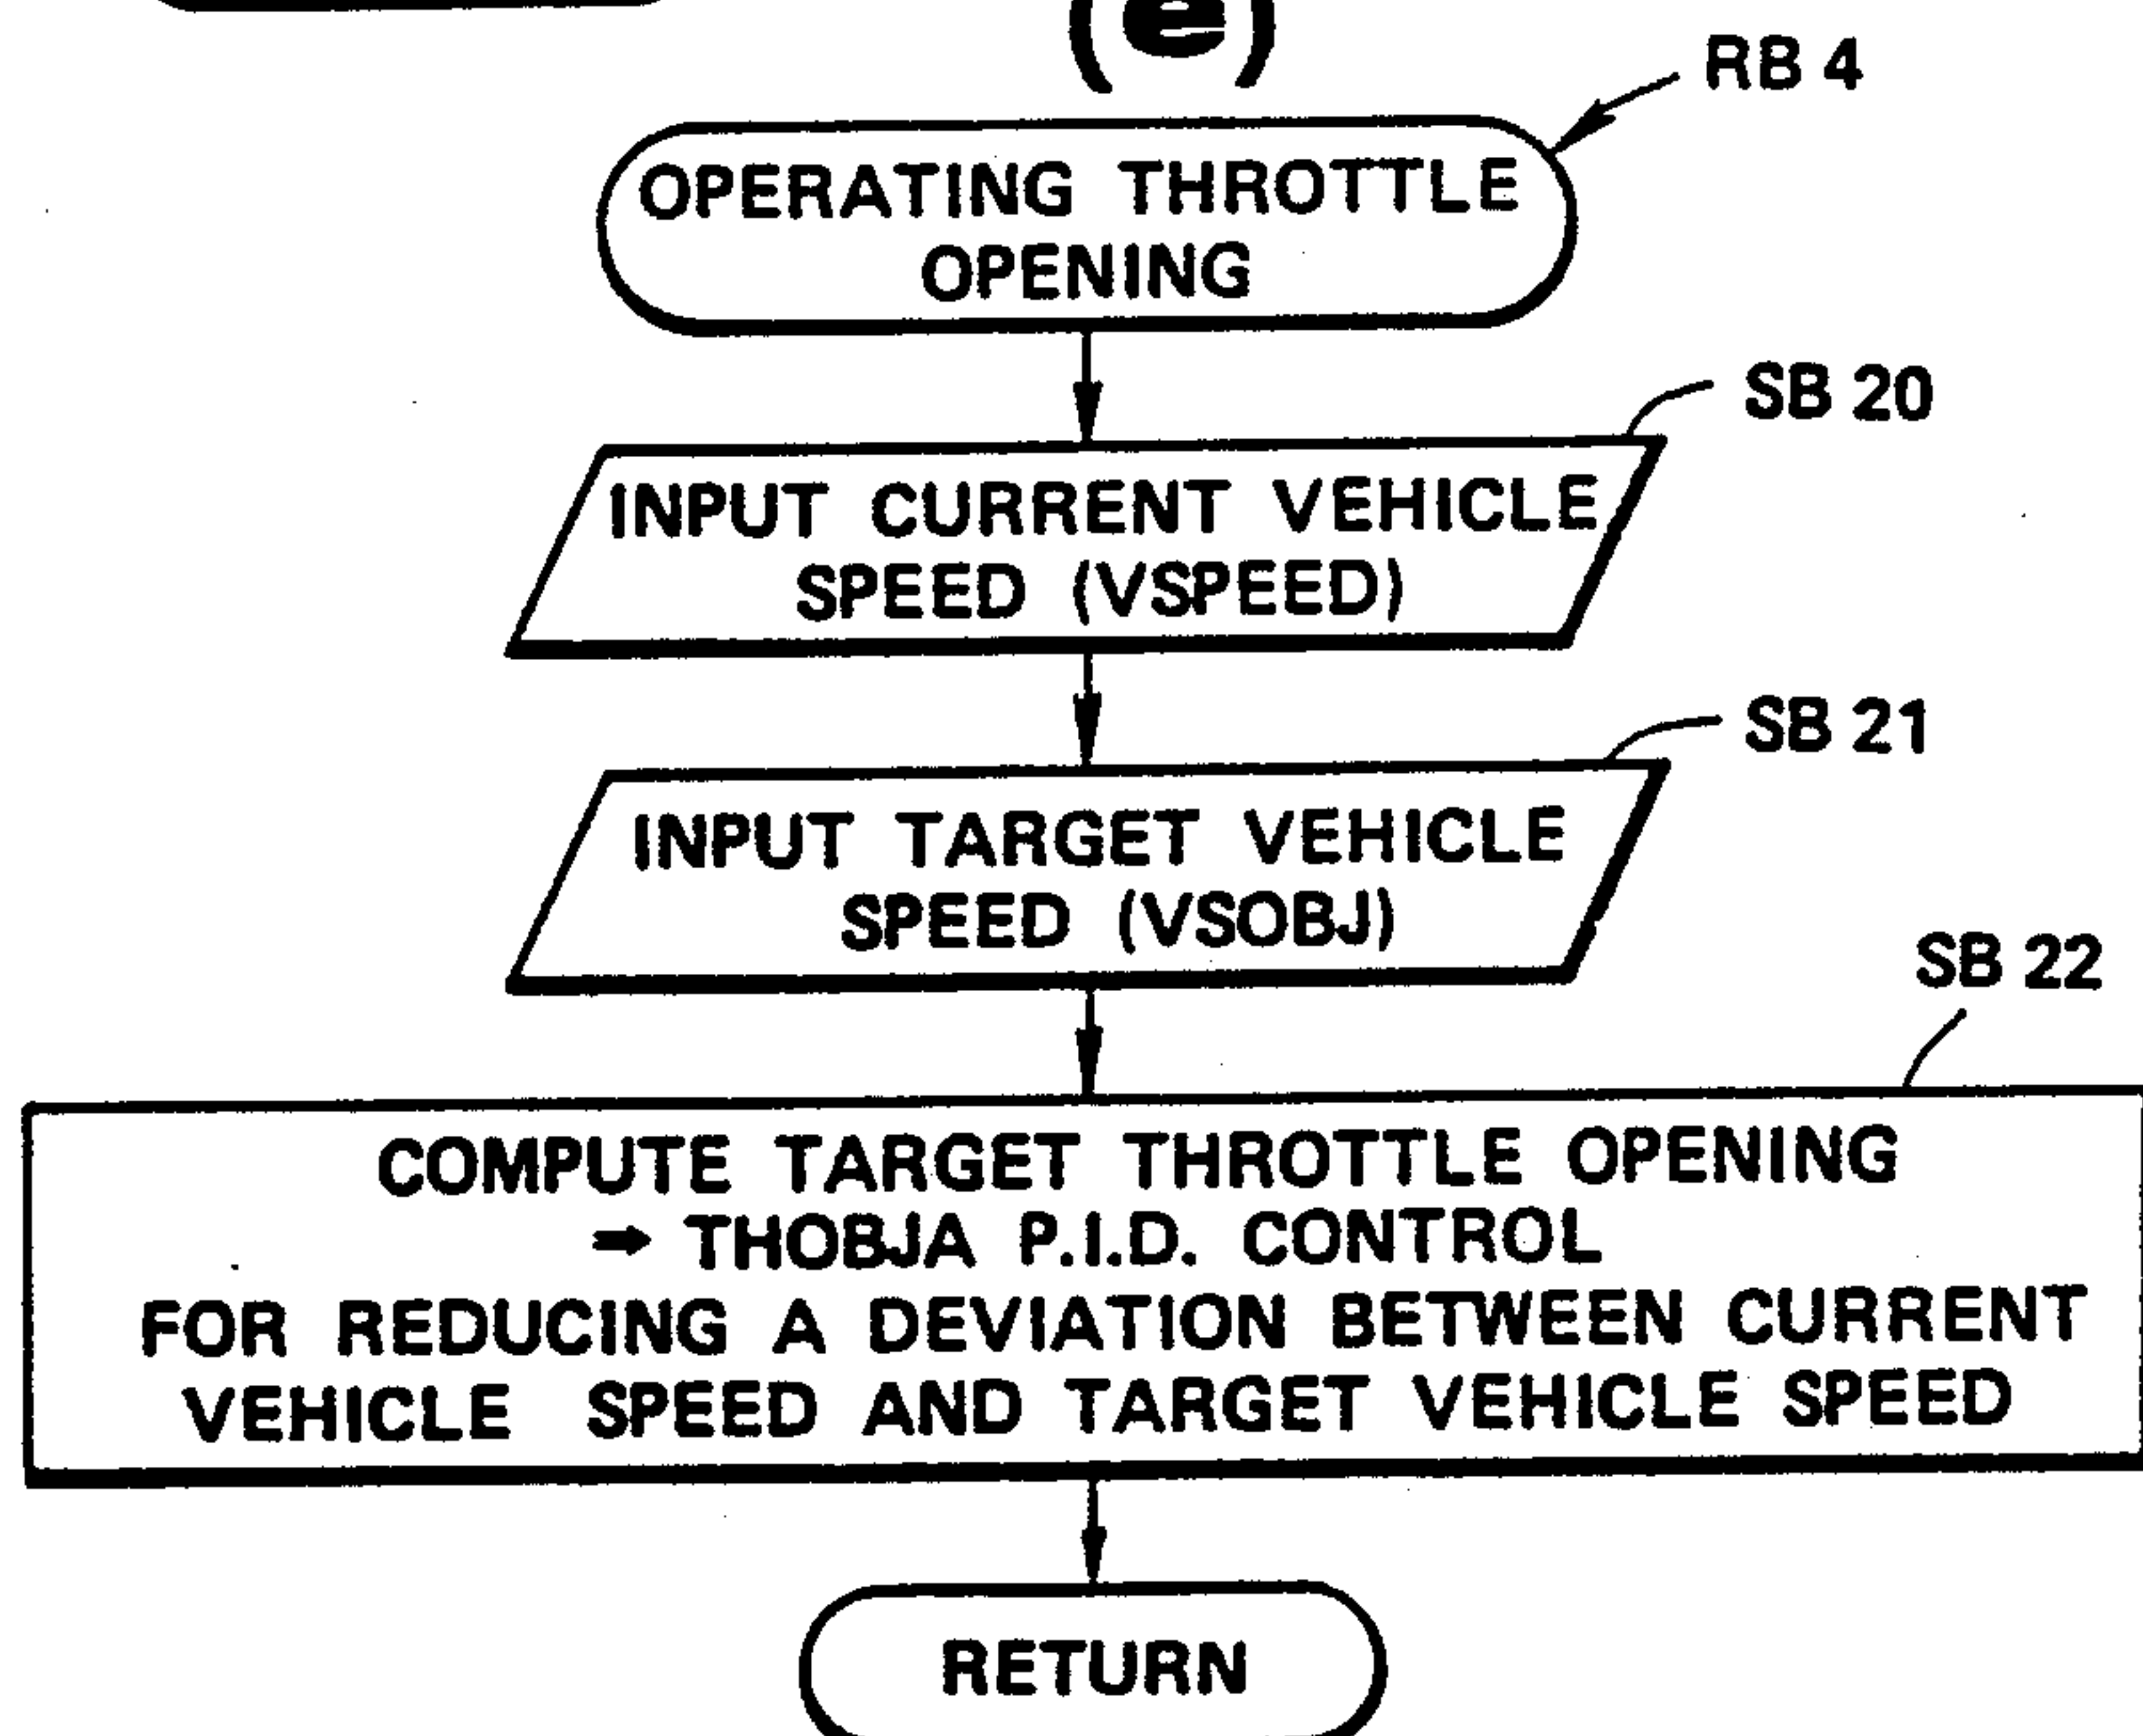 (e)
RB 4
OPERATING THROTTLE
OPENING
SB 20
INPUT CURRENT VEHICLE
SPEED (VSPEED)
SB 21
INPUT TARGET VEHICLE
SPEED (VSOBJ)
SB 22
COMPUTE TARGET THROTTLE OPENING
➡ THOBJA P.I.D. CONTROL
FOR REDUCING A DEVIATION BETWEEN CURRENT
VEHICLE SPEED AND TARGET VEHICLE SPEED
RETURN